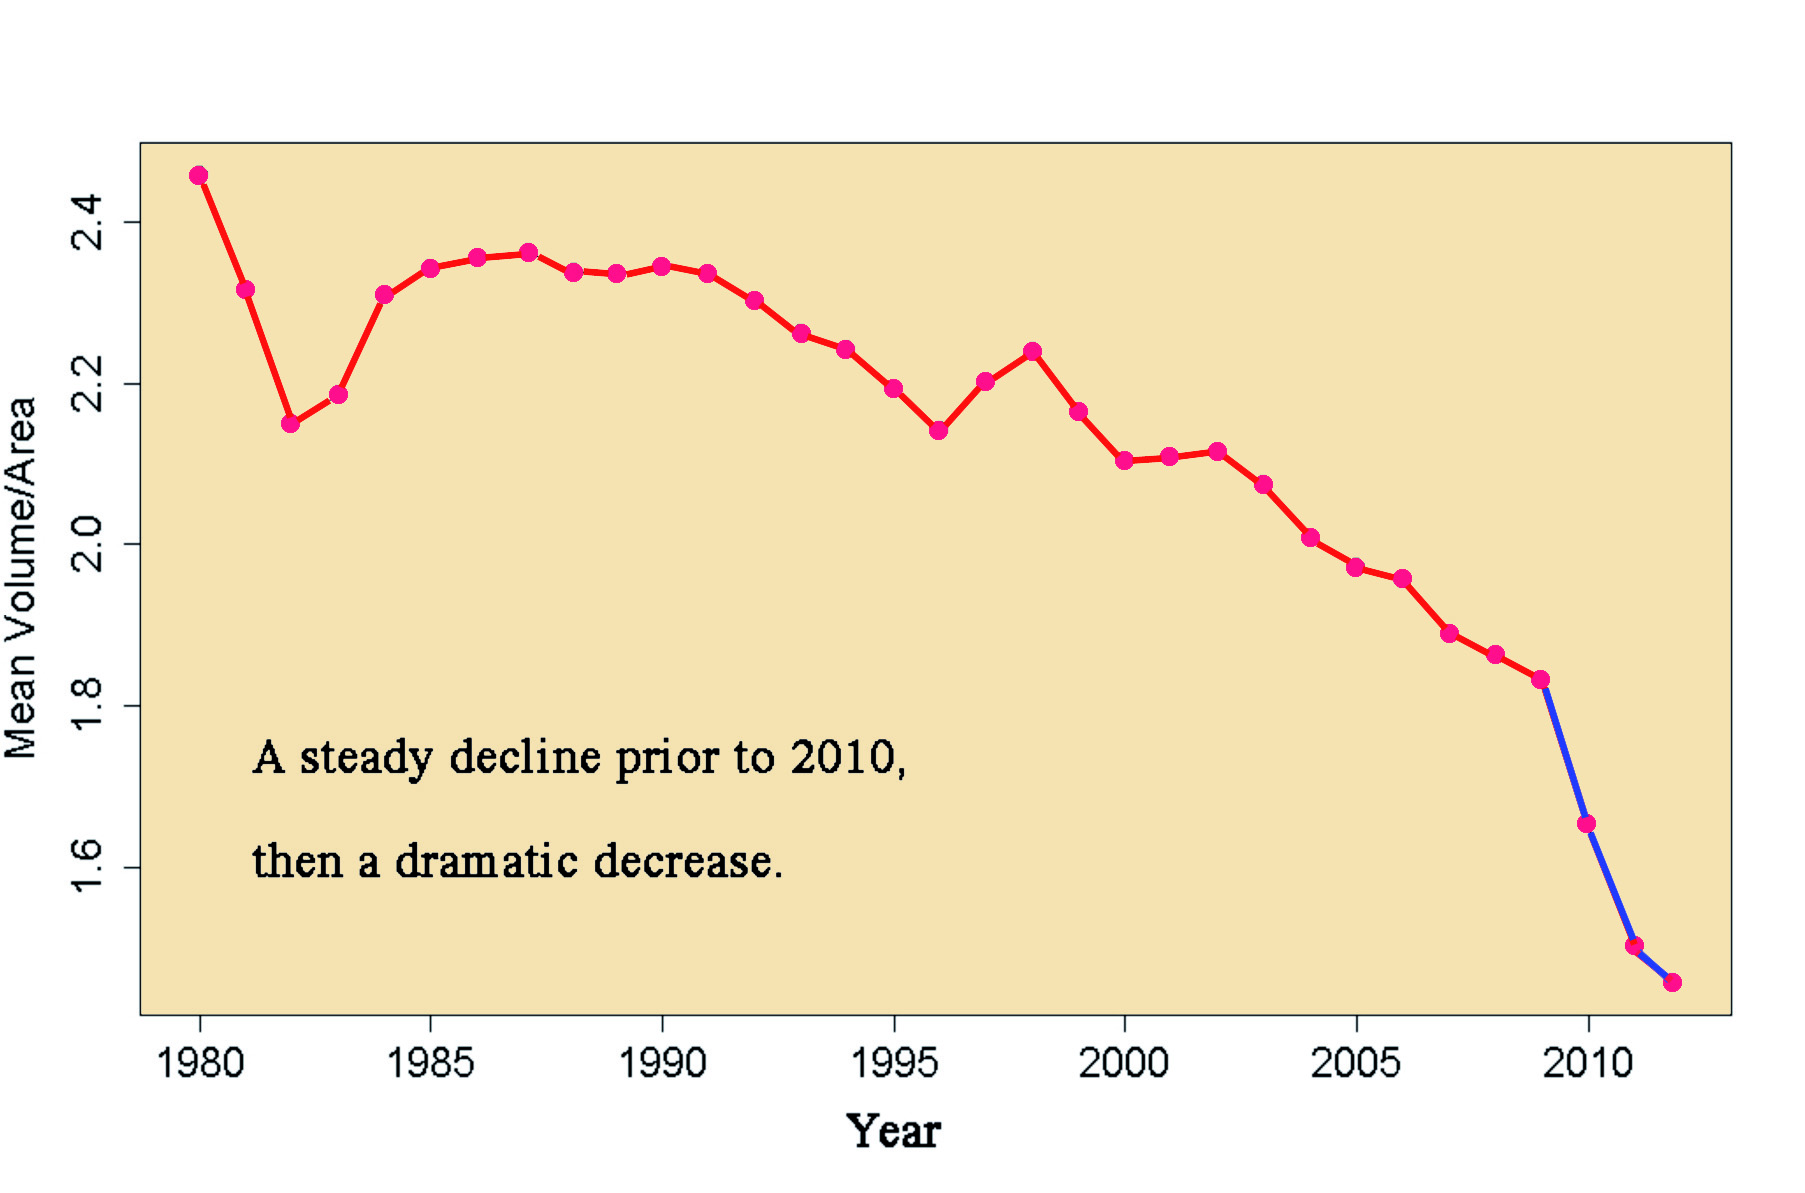 2.4
2.2
2.0
1.8
1.6
Mean Volume/Area
A steady decline prior to 2010,
then a dramatic decrease.
1980 1985 1990 1995 2000 2005 2010
Year